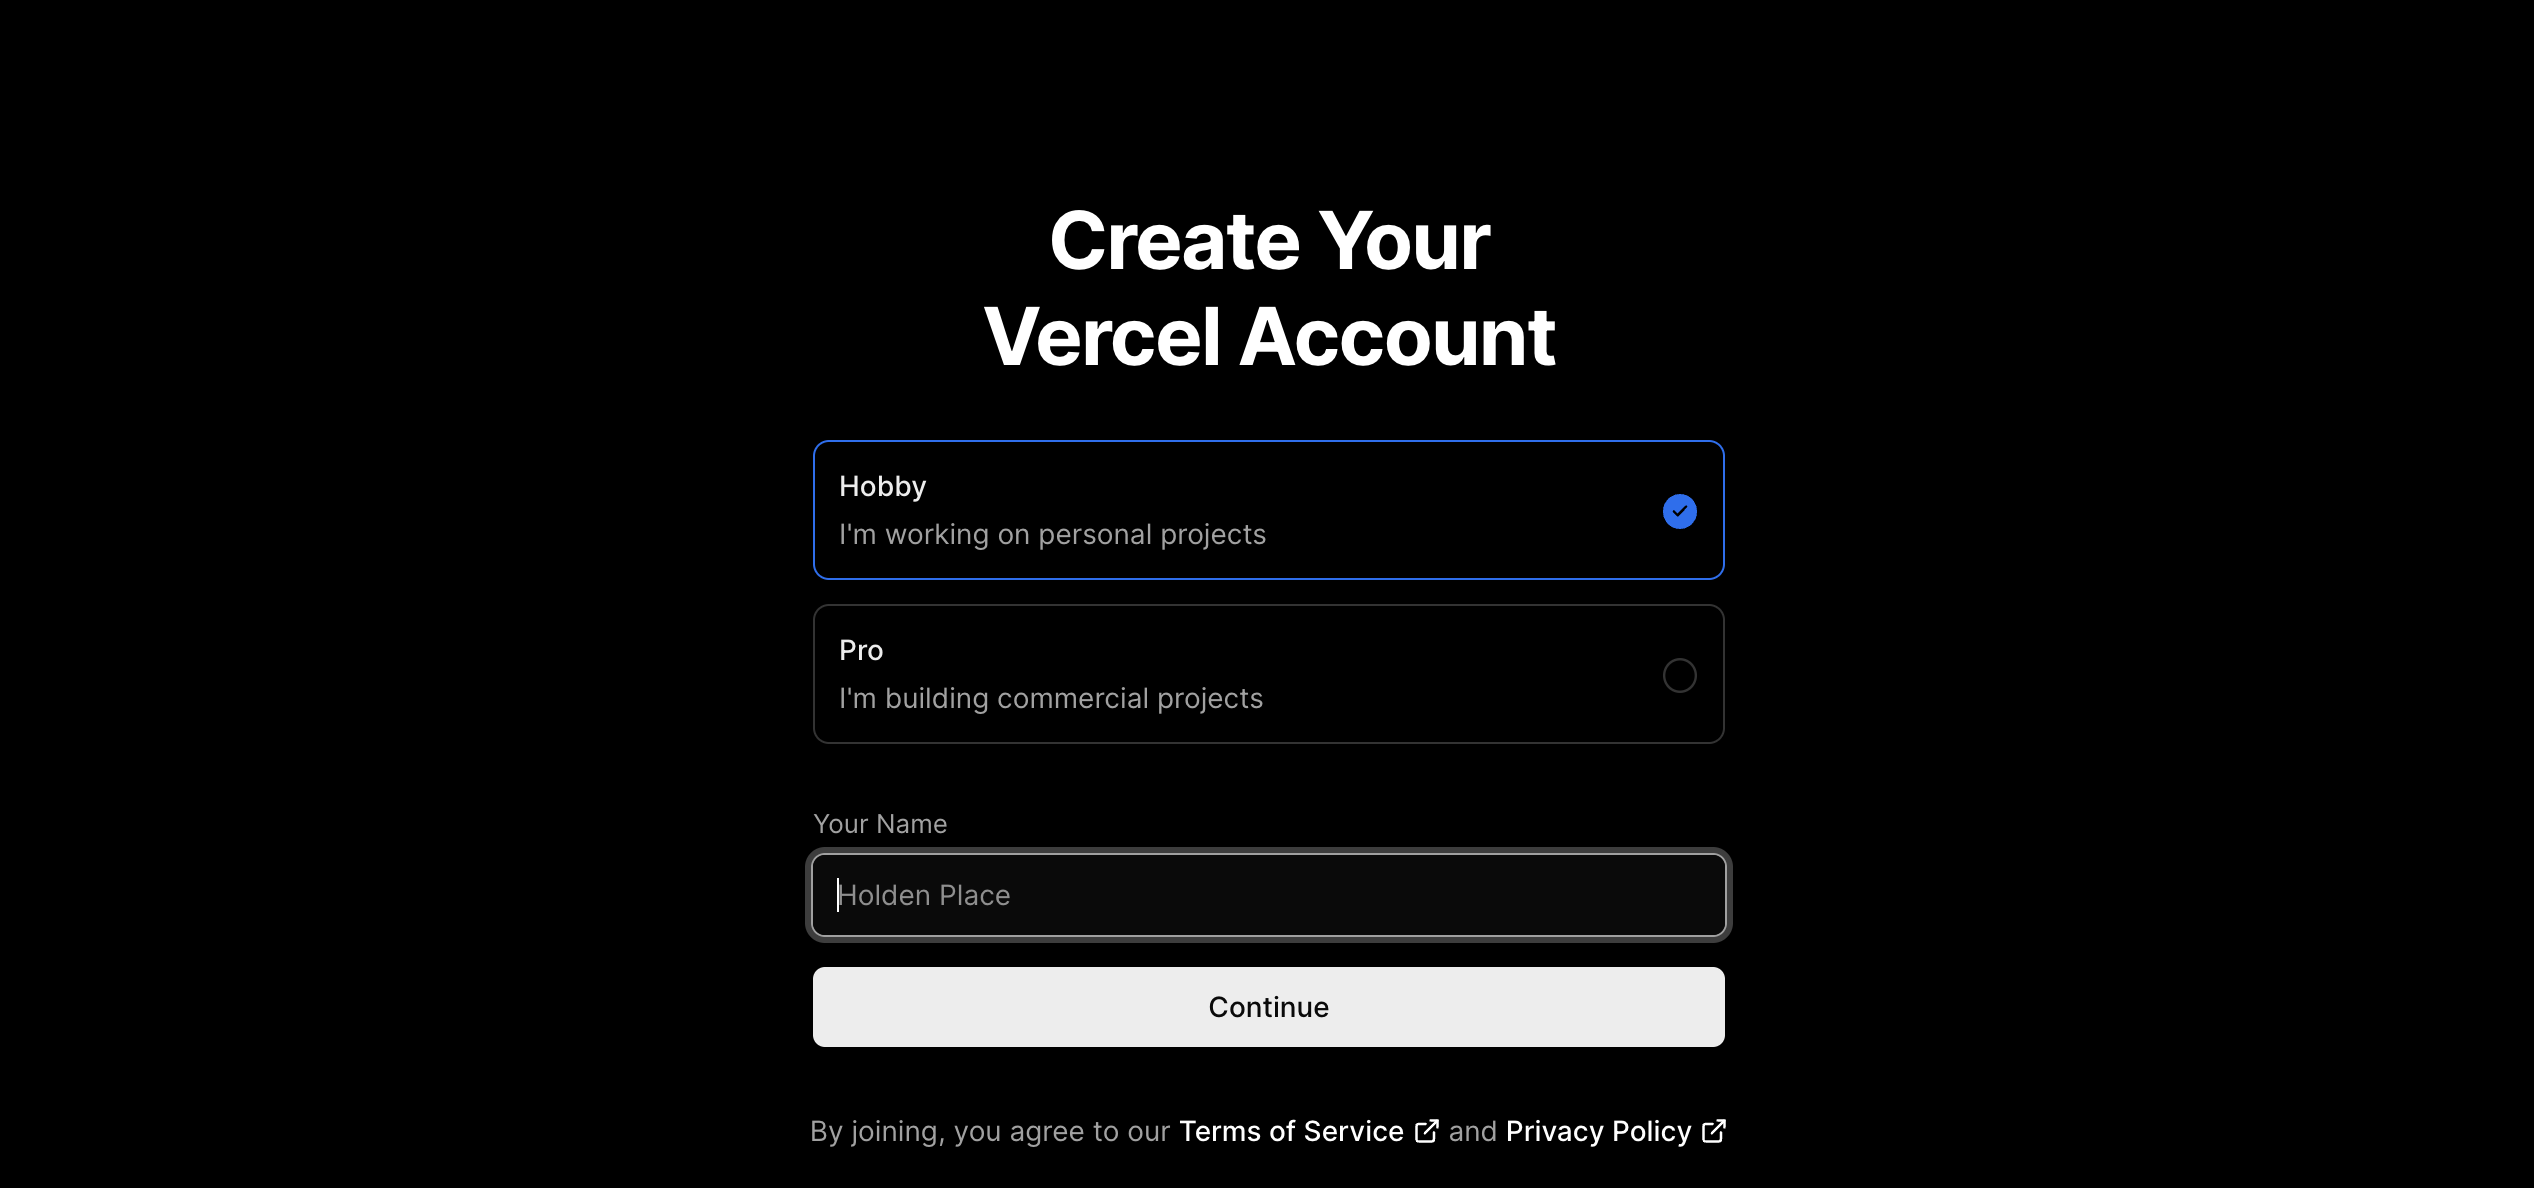 Create Your
Vercel Account
Hobby
I'm working on personal projects
Pro
I'm building commercial projects
Your Name
Holden Place
Continue
By joining, you agree to our Terms of Service and Privacy Policy